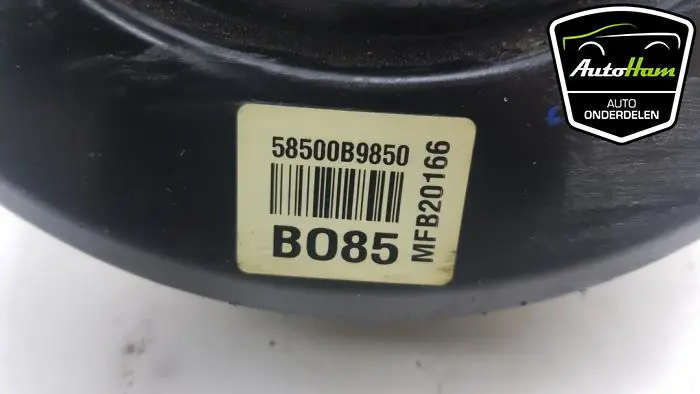 58500B9850
BO85
MFB20166
AutoHam
AUTO
ONDERDELEN